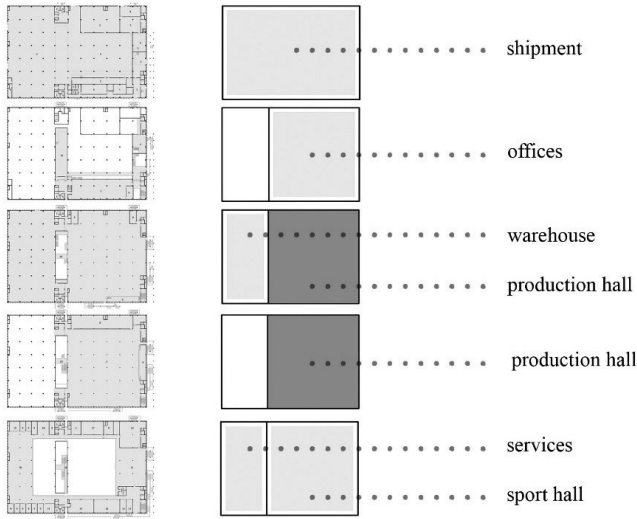 shipment
offices
warehouse
production hall
production hall
services
sport hall